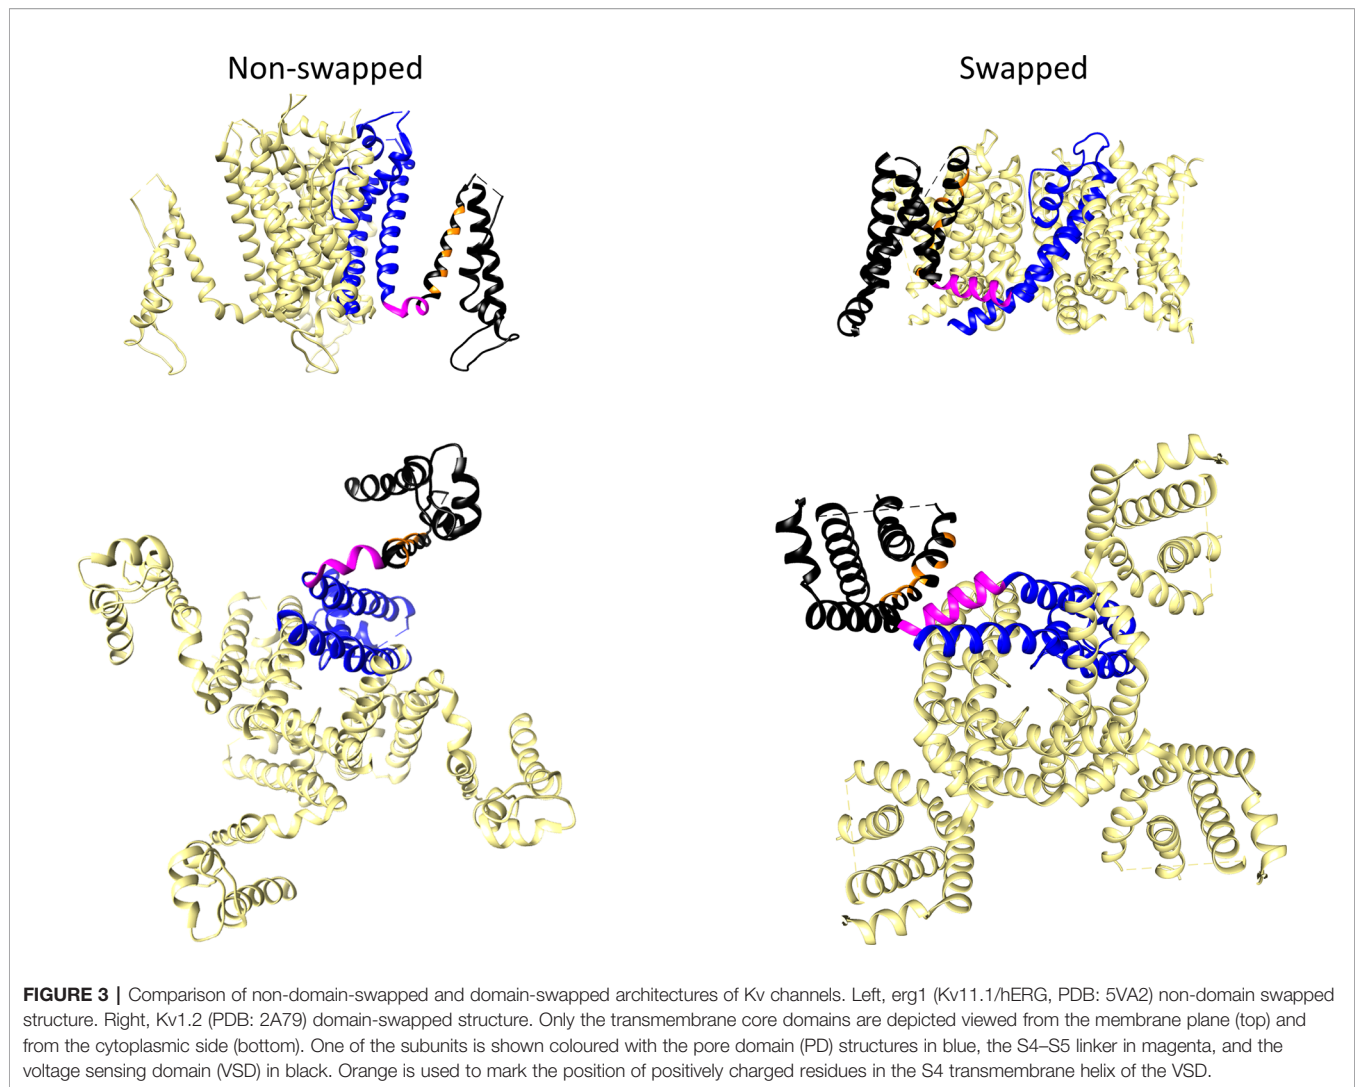 Non-swapped
Swapped
FIGURE 3 | Comparison of non-domain-swapped and domain-swapped architectures of Kv channels. Left, erg1 (Kv11.1/hERG, PDB: 5VA2) non-domain swapped
structure. Right, Kv1.2 (PDB: 2A79) domain-swapped structure. Only the transmembrane core domains are depicted viewed from the membrane plane (top) and
from the cytoplasmic side (bottom). One of the subunits is shown coloured with the pore domain (PD) structures in blue, the S4–S5 linker in magenta, and the
voltage sensing domain (VSD) in black. Orange is used to mark the position of positively charged residues in the S4 transmembrane helix of the VSD.